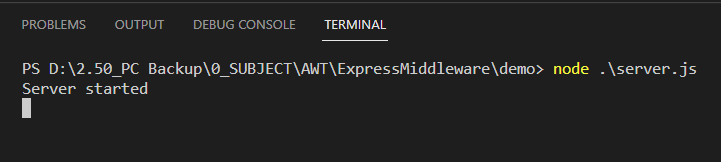 PROBLEMS OUTPUT DEBUG CONSOLE TERMINAL
PS D:\2.50_PC Backup\0_SUBJECT\AWT\ExpressMiddleware\demo> node .\server.js
Server started